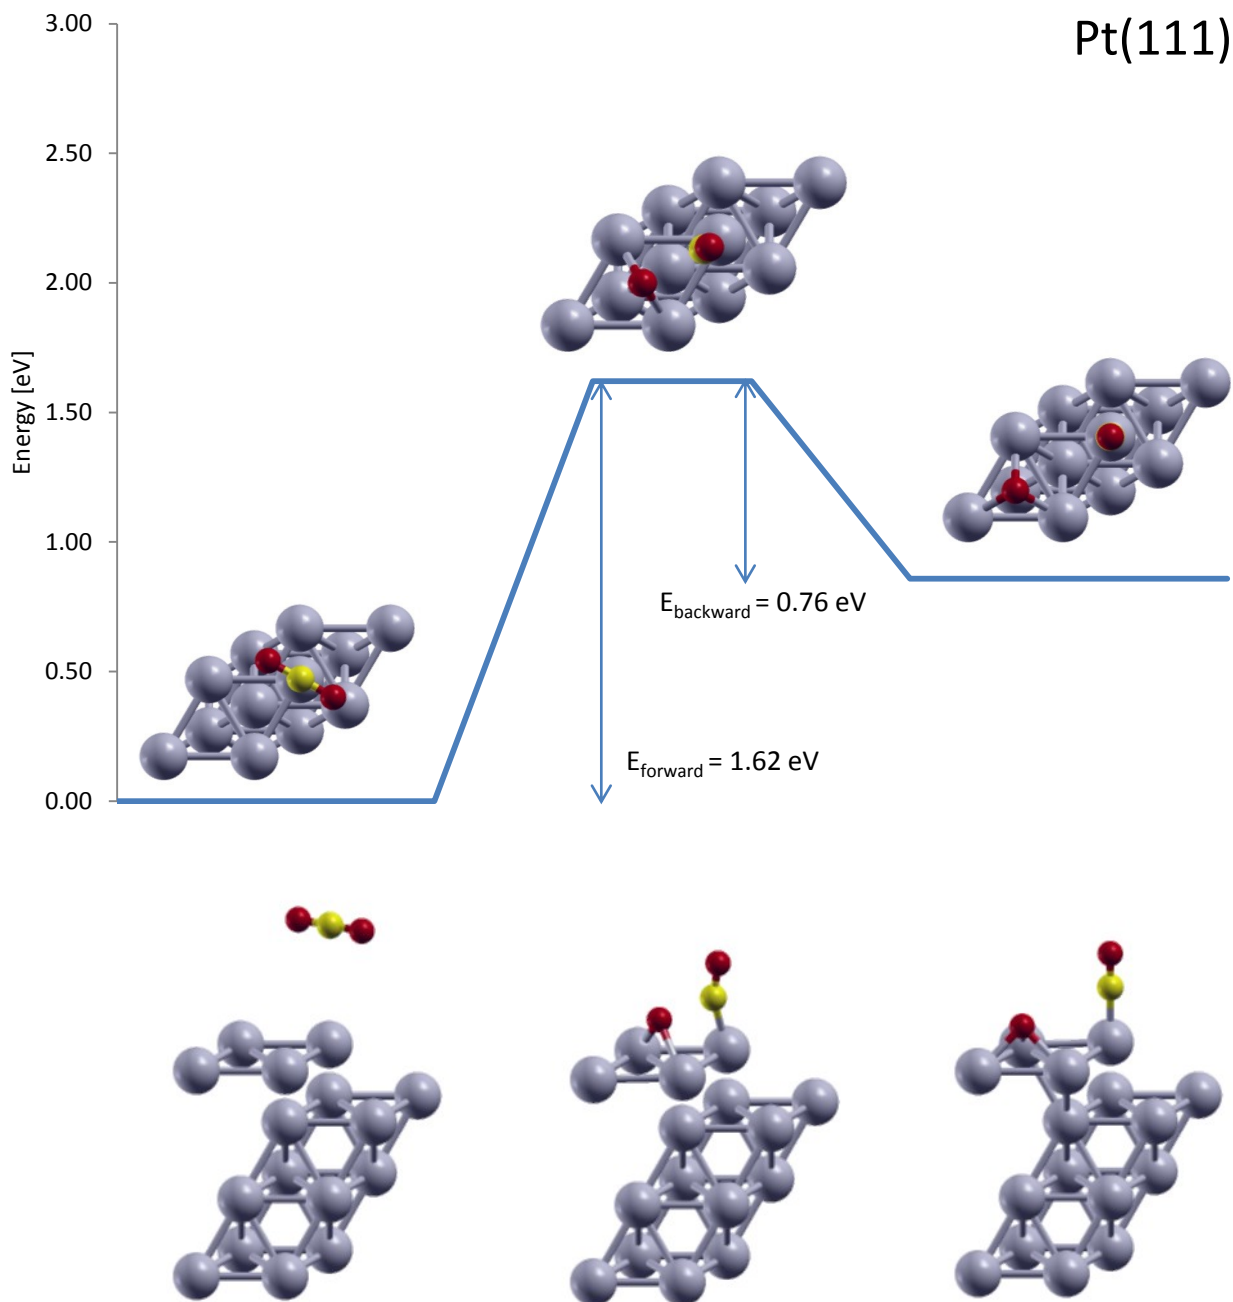 Pt(111)
3.00
2.50
2.00
1.50
1.00
0.50
0.00
Energy [eV]
E_backward = 0.76 eV
E_forward = 1.62 eV